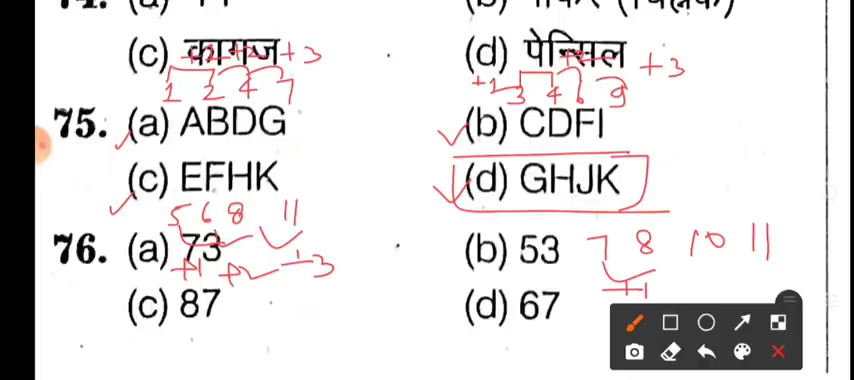 (c) कागज +3 (d) पेन्सिल +3
1 2 4 7 +1 3 4 6 9
75. (a) ABDG (b) CDFI
(c) EFHK (d) GHJK
5 6 8 11
76. (a) 73 (b) 53 7 8 10 11
+1 +2 +3 +1
(c) 87 (d) 67